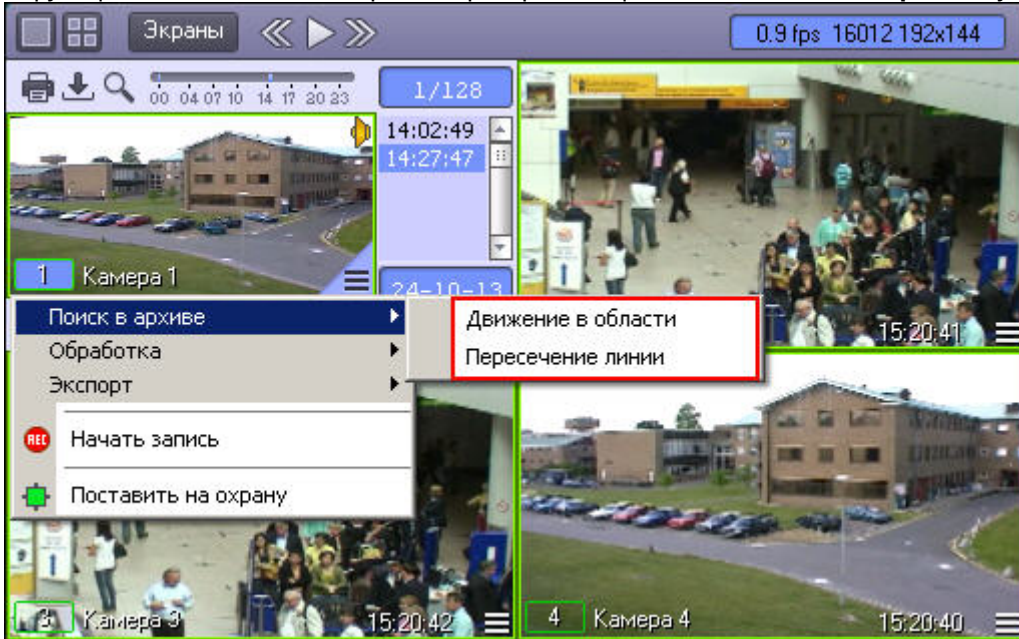 Экраны
0.9 fps 16012 192x144
00 04 07 10 14 17 20 23
1/128
14:02:49
14:27:47
1 Камера 1
24-10-13
15:20:41
Поиск в архиве
Движение в области
Пересечение линии
Обработка
Экспорт
REC Начать запись
Поставить на охрану
3 Камера 3
15:20:42
4 Камера 4
15:20:40